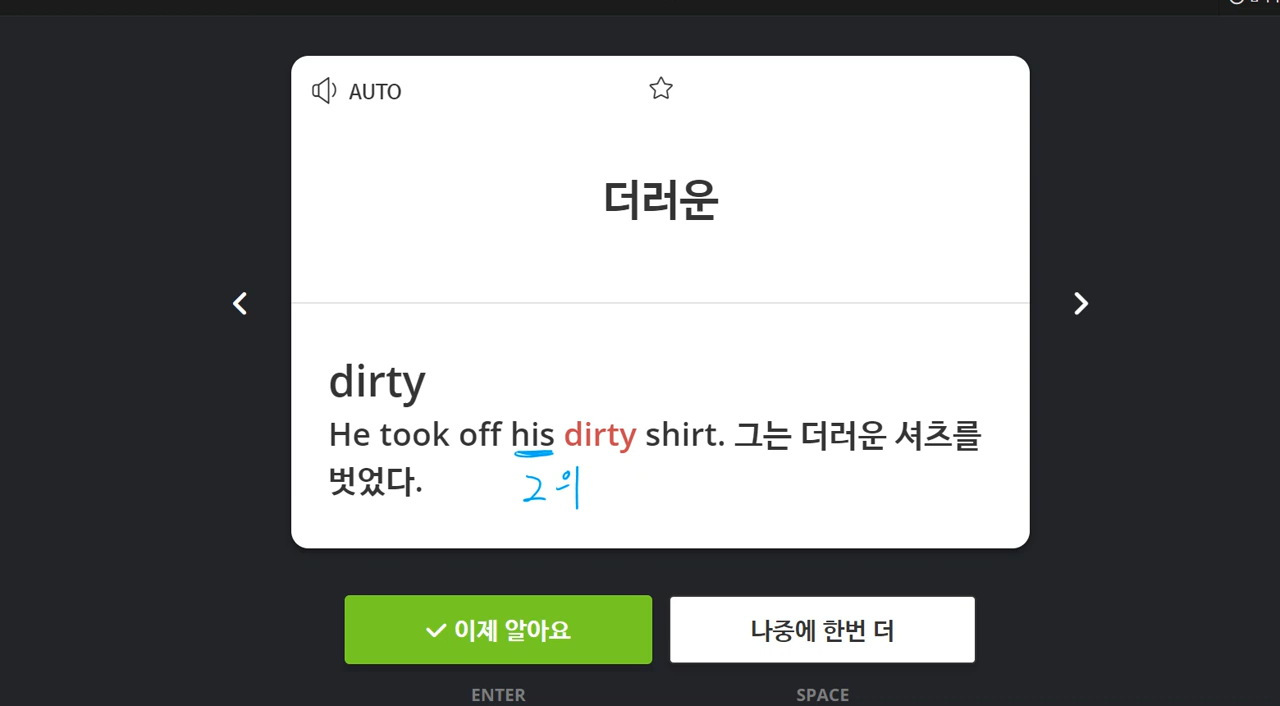 AUTO
더러운
dirty
He took off his dirty shirt. 그는 더러운 셔츠를
벗었다.
그의
이제 알아요
나중에 한번 더
ENTER
SPACE